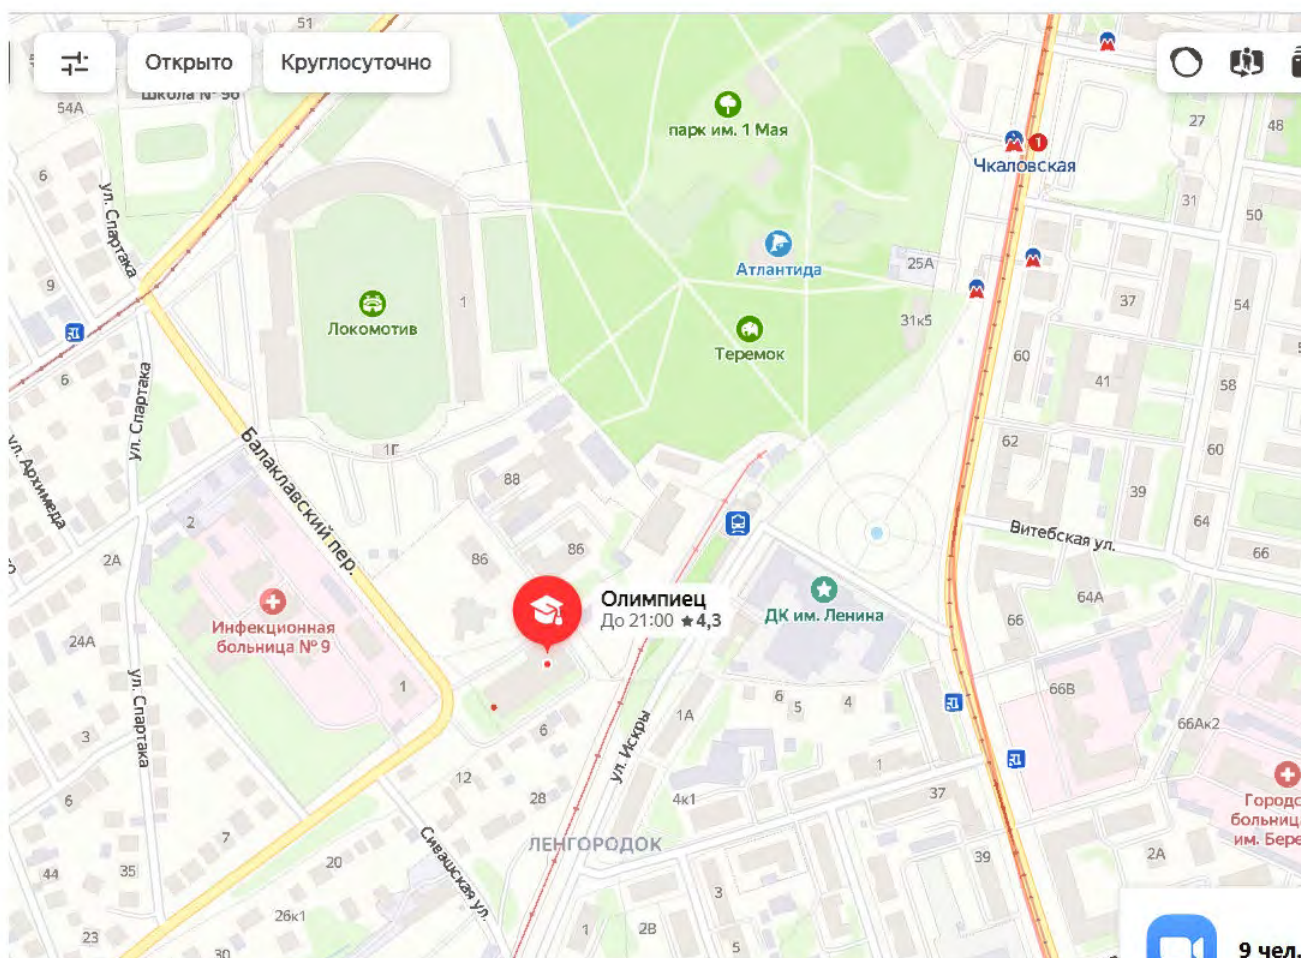 Открыто
Круглосуточно
Школа № 96
54А
6
ул. Спартака
9
6
ул. Спартака
ул. Архимеда
2
2А
24А
ул. Спартака
3
6
7
44
35
23
30
20
26к1
12
28
6
Локомотив
1
1Г
Балаклавский пер.
Инфекционная
больница № 9
1
88
86
86
Олимпиец
До 21:00 ★4,3
парк им. 1 Мая
Атлантида
Теремок
25А
31к5
1
Чкаловская
27
48
31
50
37
54
60
41
58
62
60
39
64
66
Витебская ул.
64А
66
66В
66Ак2
ДК им. Ленина
6
5
4
1А
ул. Искры
4к1
1
37
39
ЛЕНГОРОДОК
Сивашская ул.
1
2В
3
5
2А
Городс
больниц
им. Бере
9 чел.